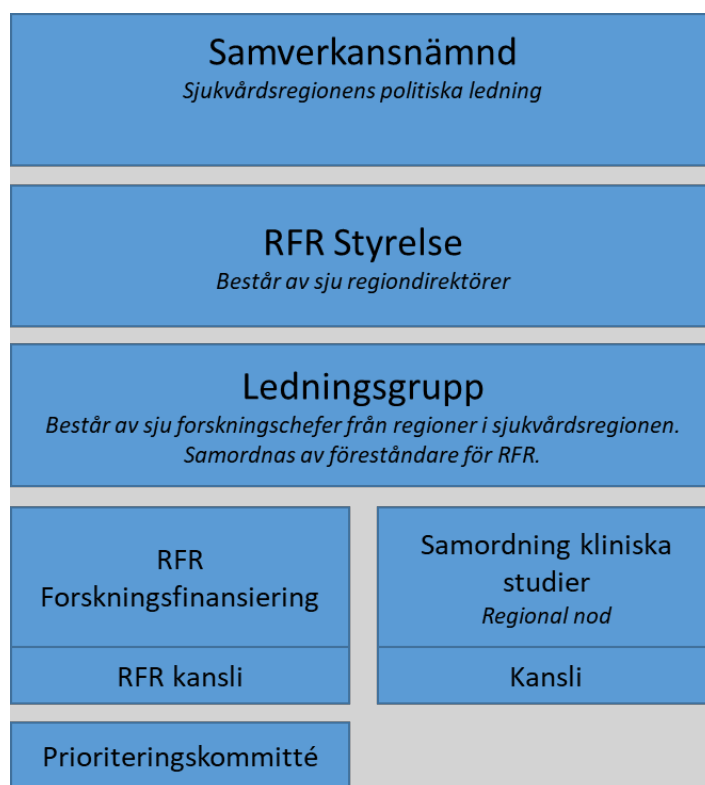 Samverkansnämnd
Sjukvårdsregionens politiska ledning
RFR Styrelse
Består av sju regiondirektörer
Ledningsgrupp
Består av sju forskningschefer från regioner i sjukvårdsregionen.
Samordnas av föreståndare för RFR.
RFR
Forskningsfinansiering
RFR kansli
Prioriteringskommitté
Samordning kliniska
studier
Regional nod
Kansli